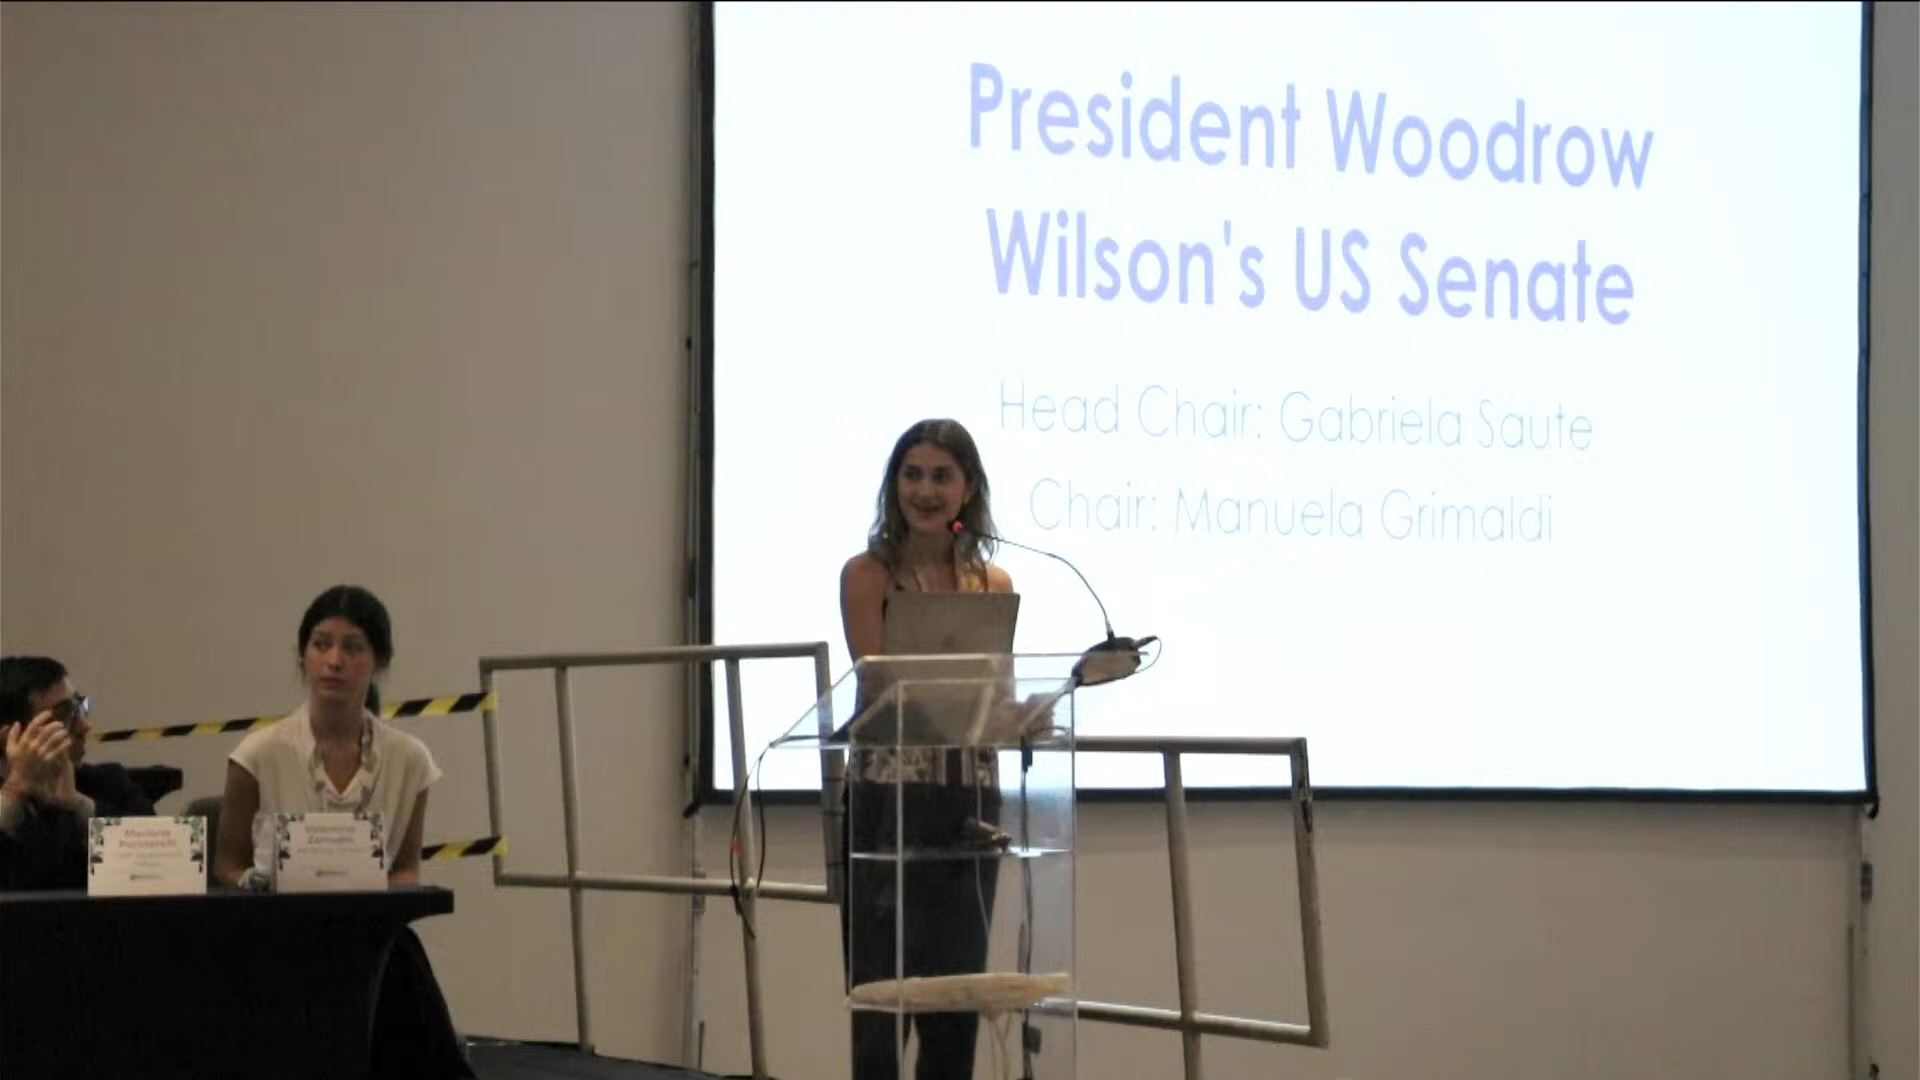 President Woodrow
Wilson's US Senate
Head Chair: Gabriela Saute
Chair: Manuela Grimaldi